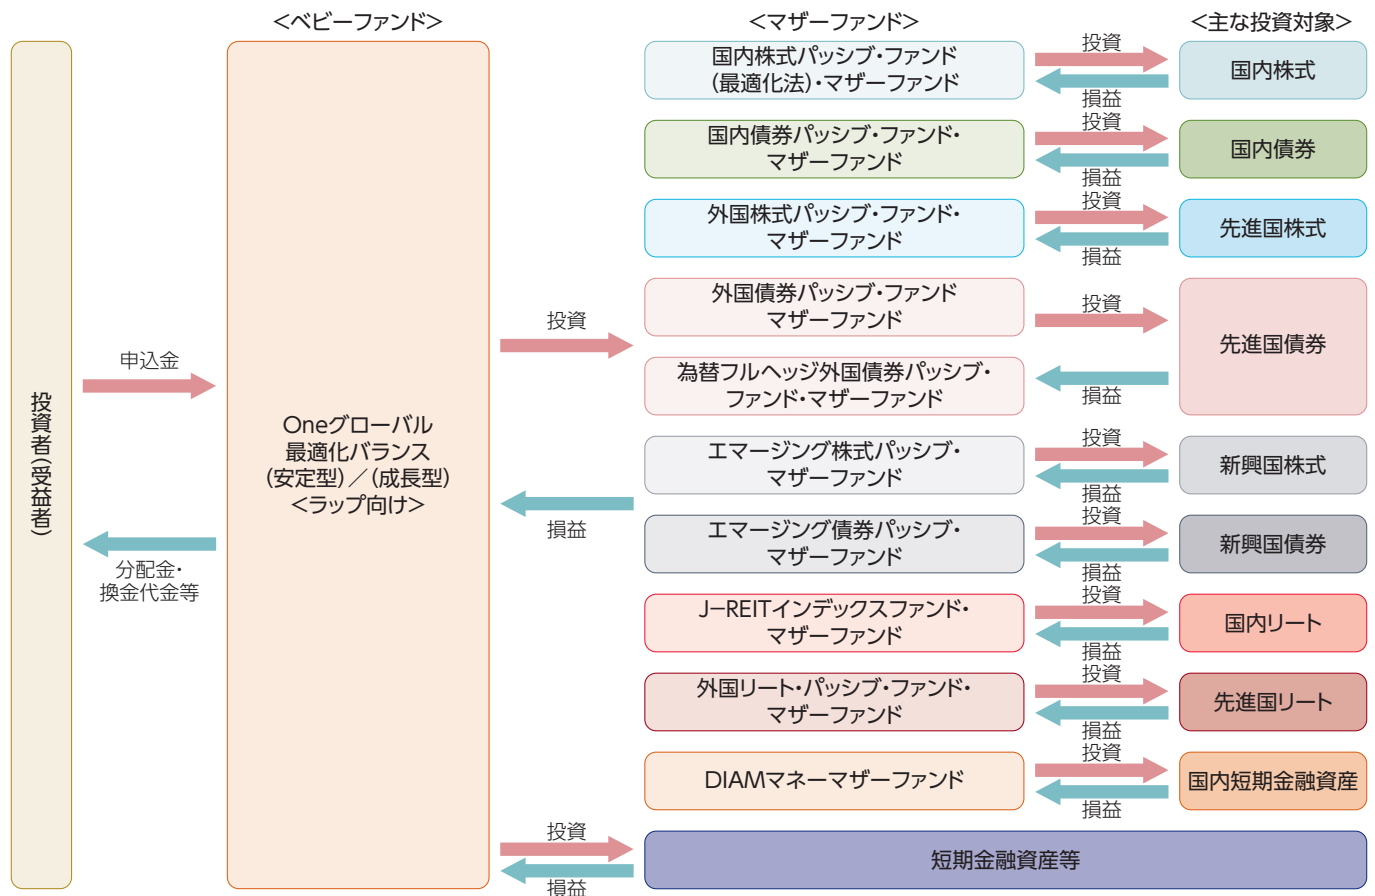 <ベビーファンド>
<マザーファンド>
<主な投資対象>
投資者(受益者)
申込金
分配金・
換金代金等
Oneグローバル
最適化バランス
(安定型)／(成長型)
<ラップ向け>
投資
損益
国内株式パッシブ・ファンド
(最適化法)・マザーファンド
投資
損益
国内株式
国内債券パッシブ・ファンド・
マザーファンド
投資
損益
国内債券
外国株式パッシブ・ファンド・
マザーファンド
投資
損益
先進国株式
外国債券パッシブ・ファンド
マザーファンド
投資
為替フルヘッジ外国債券パッシブ・
ファンド・マザーファンド
損益
先進国債券
エマージング株式パッシブ・
マザーファンド
投資
損益
新興国株式
エマージング債券パッシブ・
マザーファンド
投資
損益
新興国債券
J−REITインデックスファンド・
マザーファンド
投資
損益
国内リート
外国リート・パッシブ・ファンド・
マザーファンド
投資
損益
先進国リート
DIAMマネーマザーファンド
投資
損益
国内短期金融資産
投資
損益
短期金融資産等